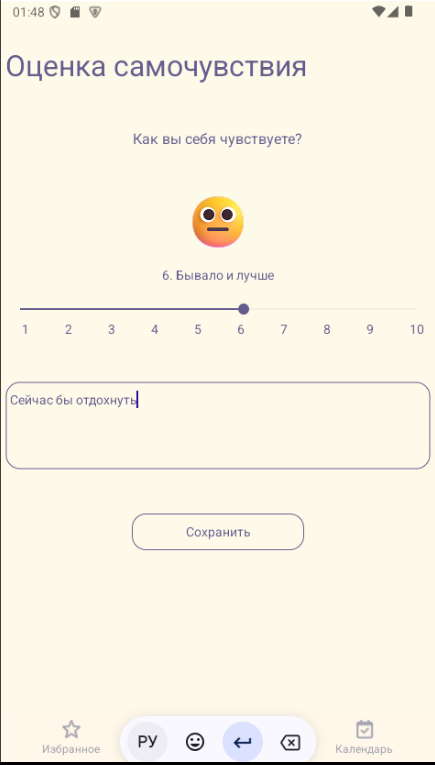 01:48
Оценка самочувствия
Как вы себя чувствуете?
6. Бывало и лучше
1 2 3 4 5 6 7 8 9 10
Сейчас бы отдохнуть
Сохранить
РУ
Избранное Календарь